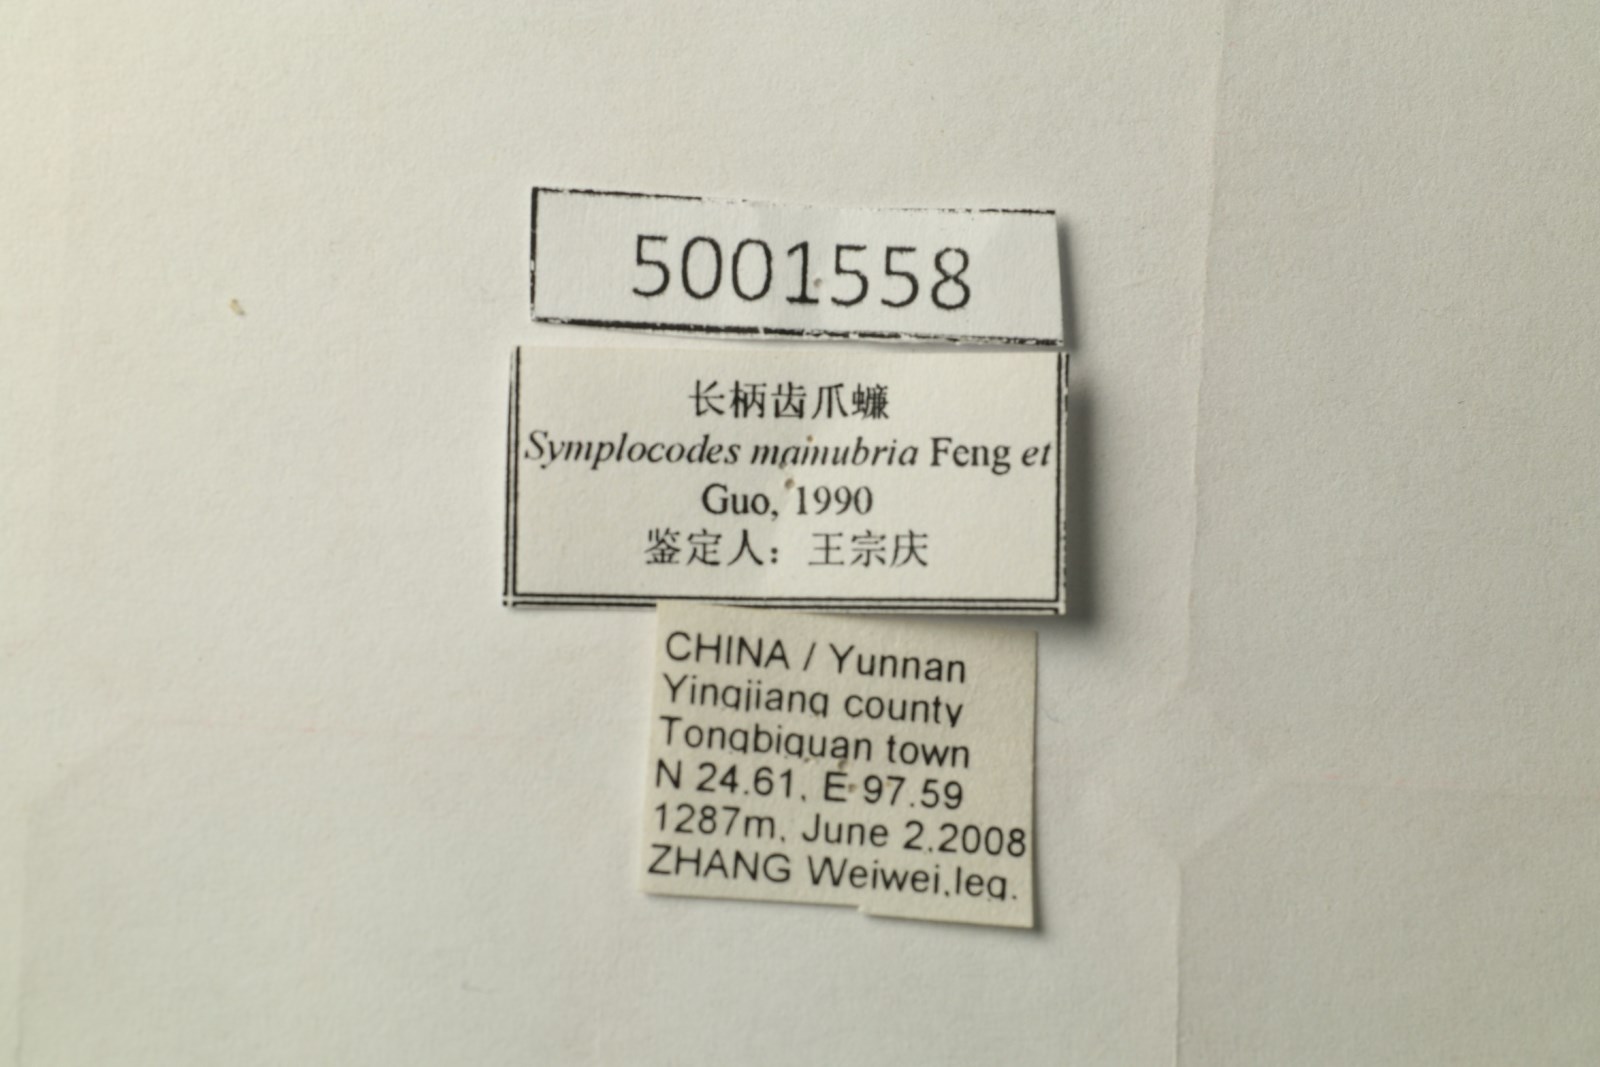 5001558
长柄齿爪蠊
Symplocodes mainubria Feng et
Guo, 1990
鉴定人：王宗庆
CHINA / Yunnan
Yingjiang county
Tongbiguan town
N 24.61. E 97.59
1287m. June 2.2008
ZHANG Weiwei.leg.